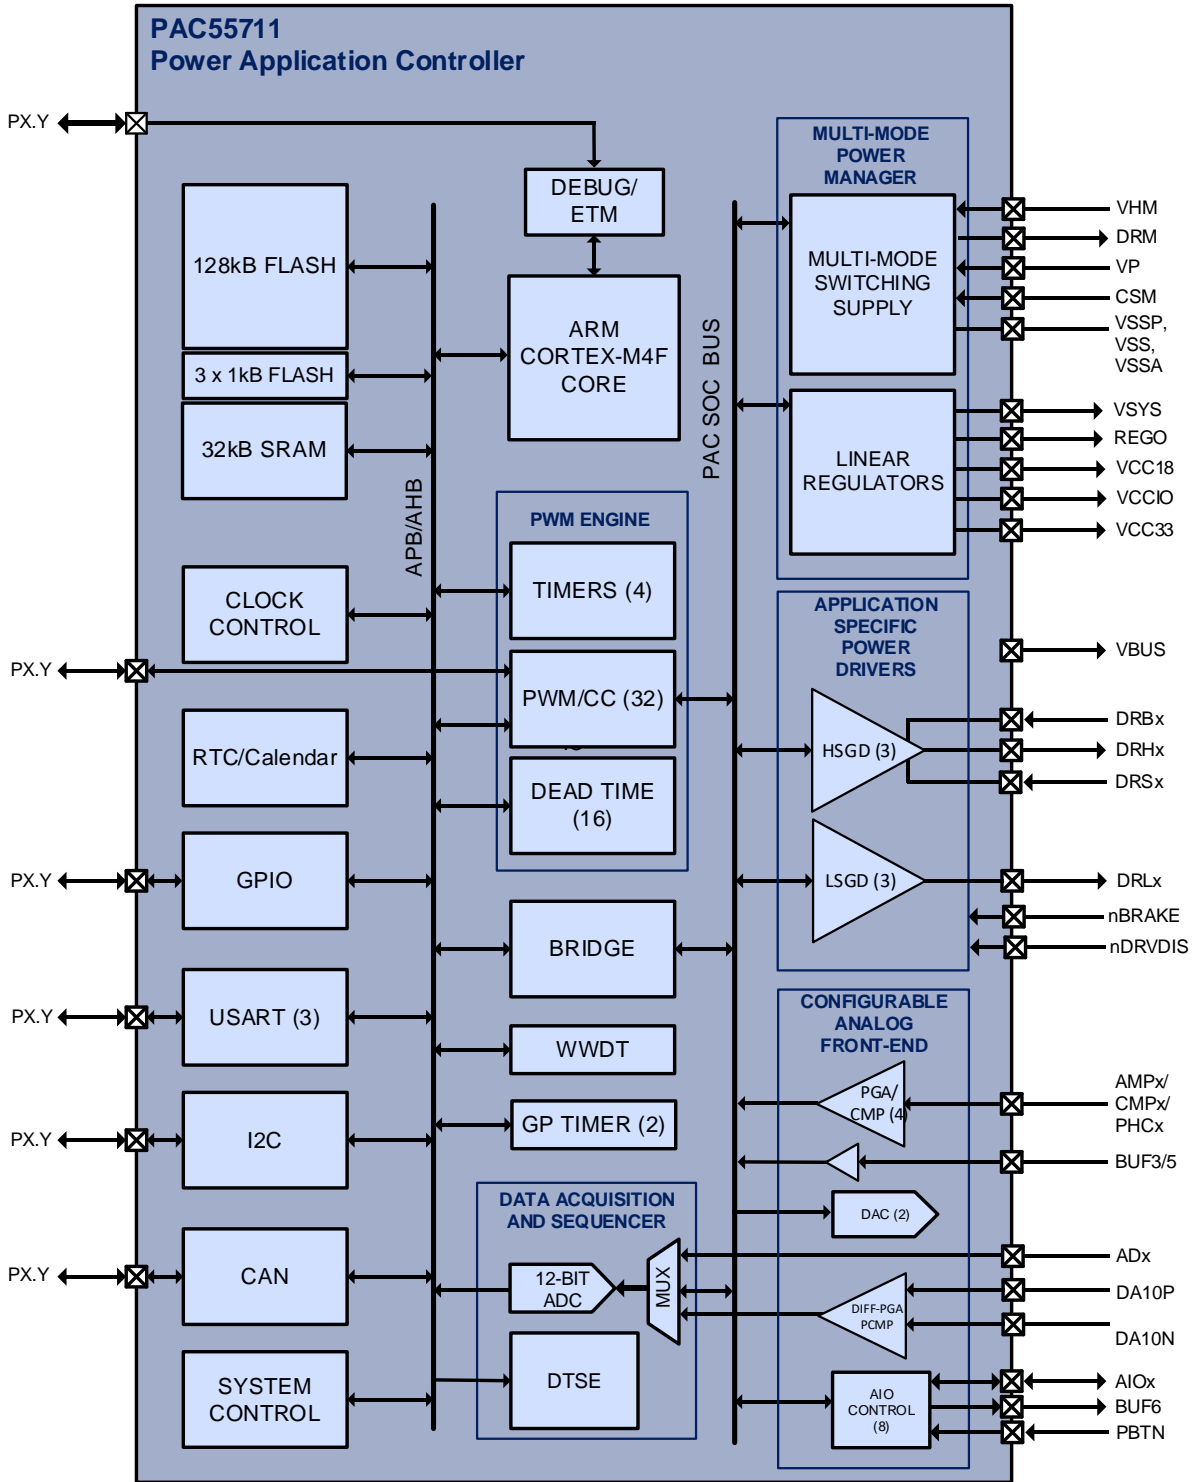 PAC55711
Power Application Controller
PX.Y
DEBUG/
ETM
128kB FLASH
3 x 1kB FLASH
32kB SRAM
ARM
CORTEX-M4F
CORE
APB/AHB
PAC SOC BUS
MULTI-MODE
POWER
MANAGER
MULTI-MODE
SWITCHING
SUPPLY
VHM
DRM
VP
CSM
VSSP,
VSS,
VSSA
LINEAR
REGULATORS
VSYS
REGO
VCC18
VCCIO
VCC33
CLOCK
CONTROL
PWM ENGINE
TIMERS (4)
PX.Y
PWM/CC (32)
RTC/Calendar
DEAD TIME
(16)
APPLICATION
SPECIFIC
POWER
DRIVERS
VBUS
HSGD (3)
DRBx
DRHx
DRSx
PX.Y
GPIO
LSGD (3)
DRLx
nBRAKE
nDRVDIS
BRIDGE
PX.Y
USART (3)
WWDT
CONFIGURABLE
ANALOG
FRONT-END
PGA/
CMP (4)
AMPx/
CMPx/
PHCx
PX.Y
I2C
GP TIMER (2)
BUF3/5
DATA ACQUISITION
AND SEQUENCER
DAC (2)
PX.Y
CAN
12-BIT
ADC
MUX
ADx
DIFF-PGA
PCMP
DA10P
DA10N
SYSTEM
CONTROL
DTSE
AIO
CONTROL
(8)
AIOx
BUF6
PBTN